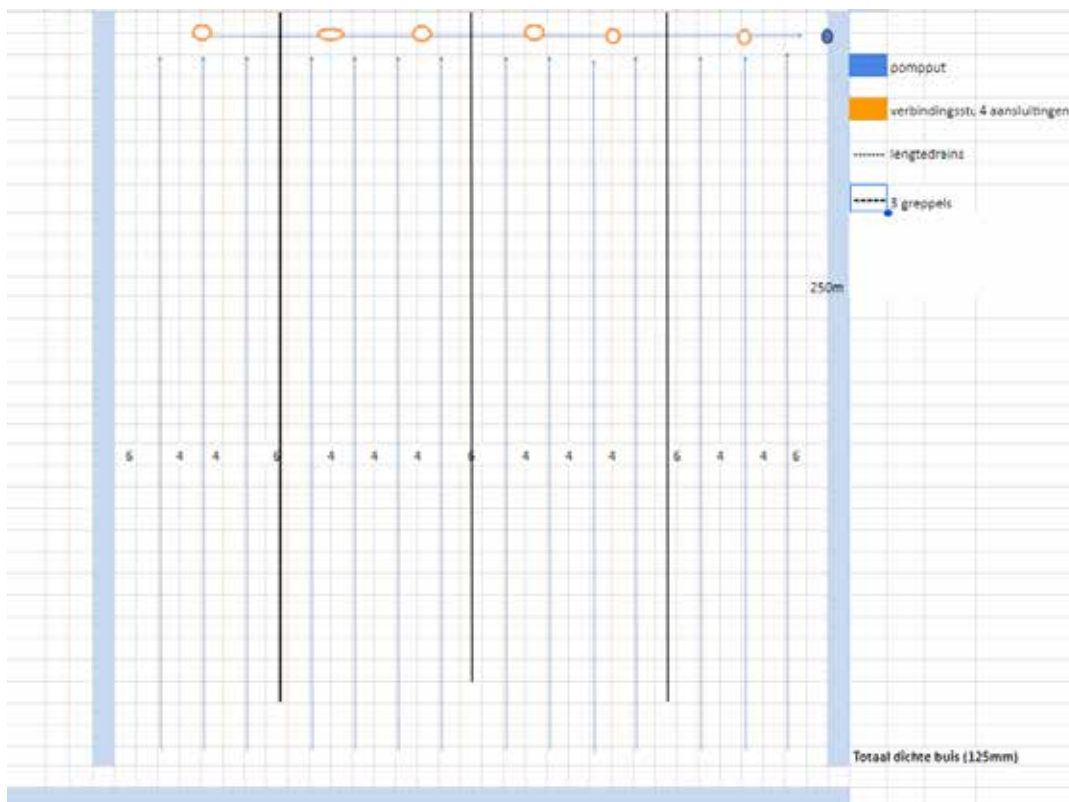 pompput
verbindingsstu 4 aansluitingen
lengtedrains
3 greppels
250m
6 4 4 6 4 4 4 6 4 4 4 6 4 4 6
Totaal dichte buis (125mm)